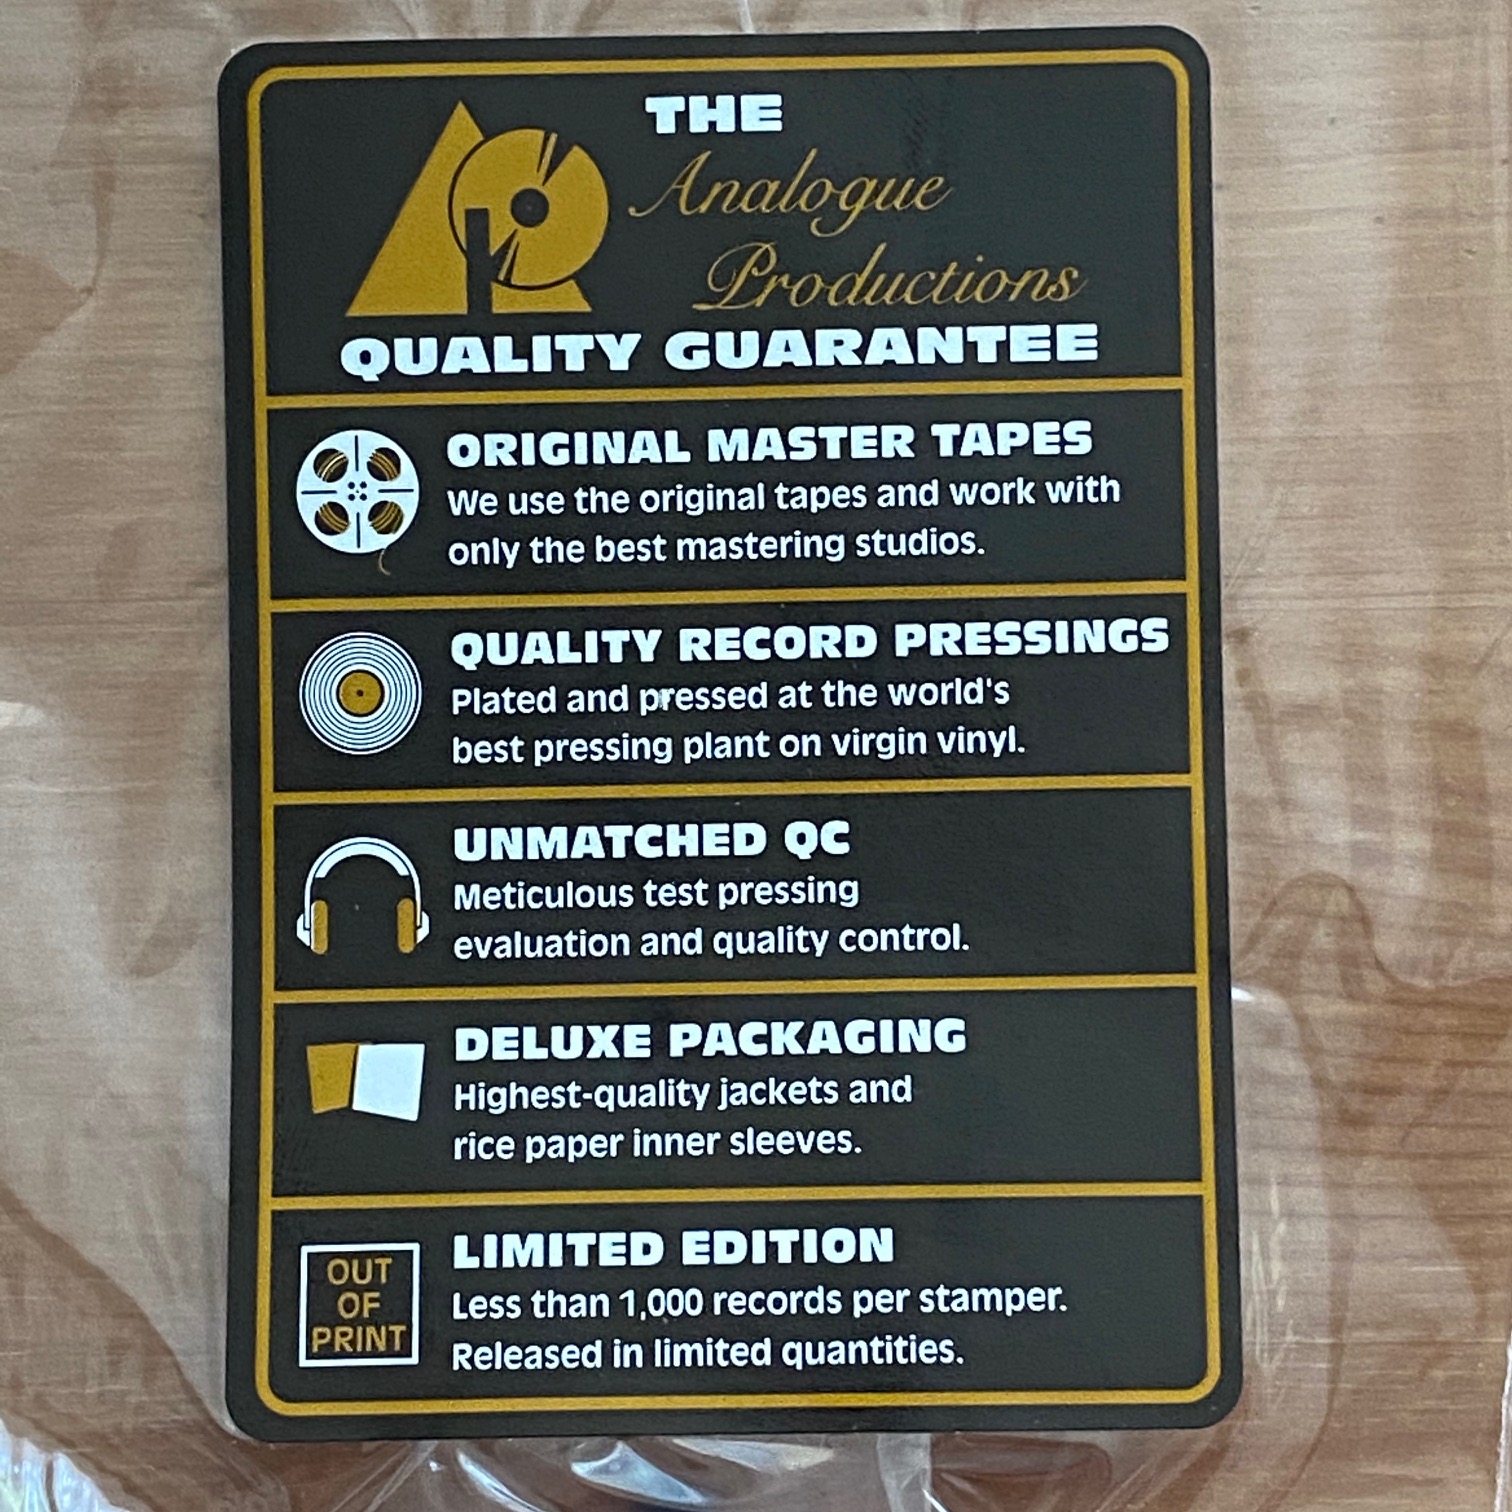 THE
Analogue
Productions
QUALITY GUARANTEE
ORIGINAL MASTER TAPES
We use the original tapes and work with
only the best mastering studios.
QUALITY RECORD PRESSINGS
Plated and pressed at the world's
best pressing plant on virgin vinyl.
UNMATCHED QC
Meticulous test pressing
evaluation and quality control.
DELUXE PACKAGING
Highest-quality jackets and
rice paper inner sleeves.
OUT
OF
PRINT
LIMITED EDITION
Less than 1,000 records per stamper.
Released in limited quantities.